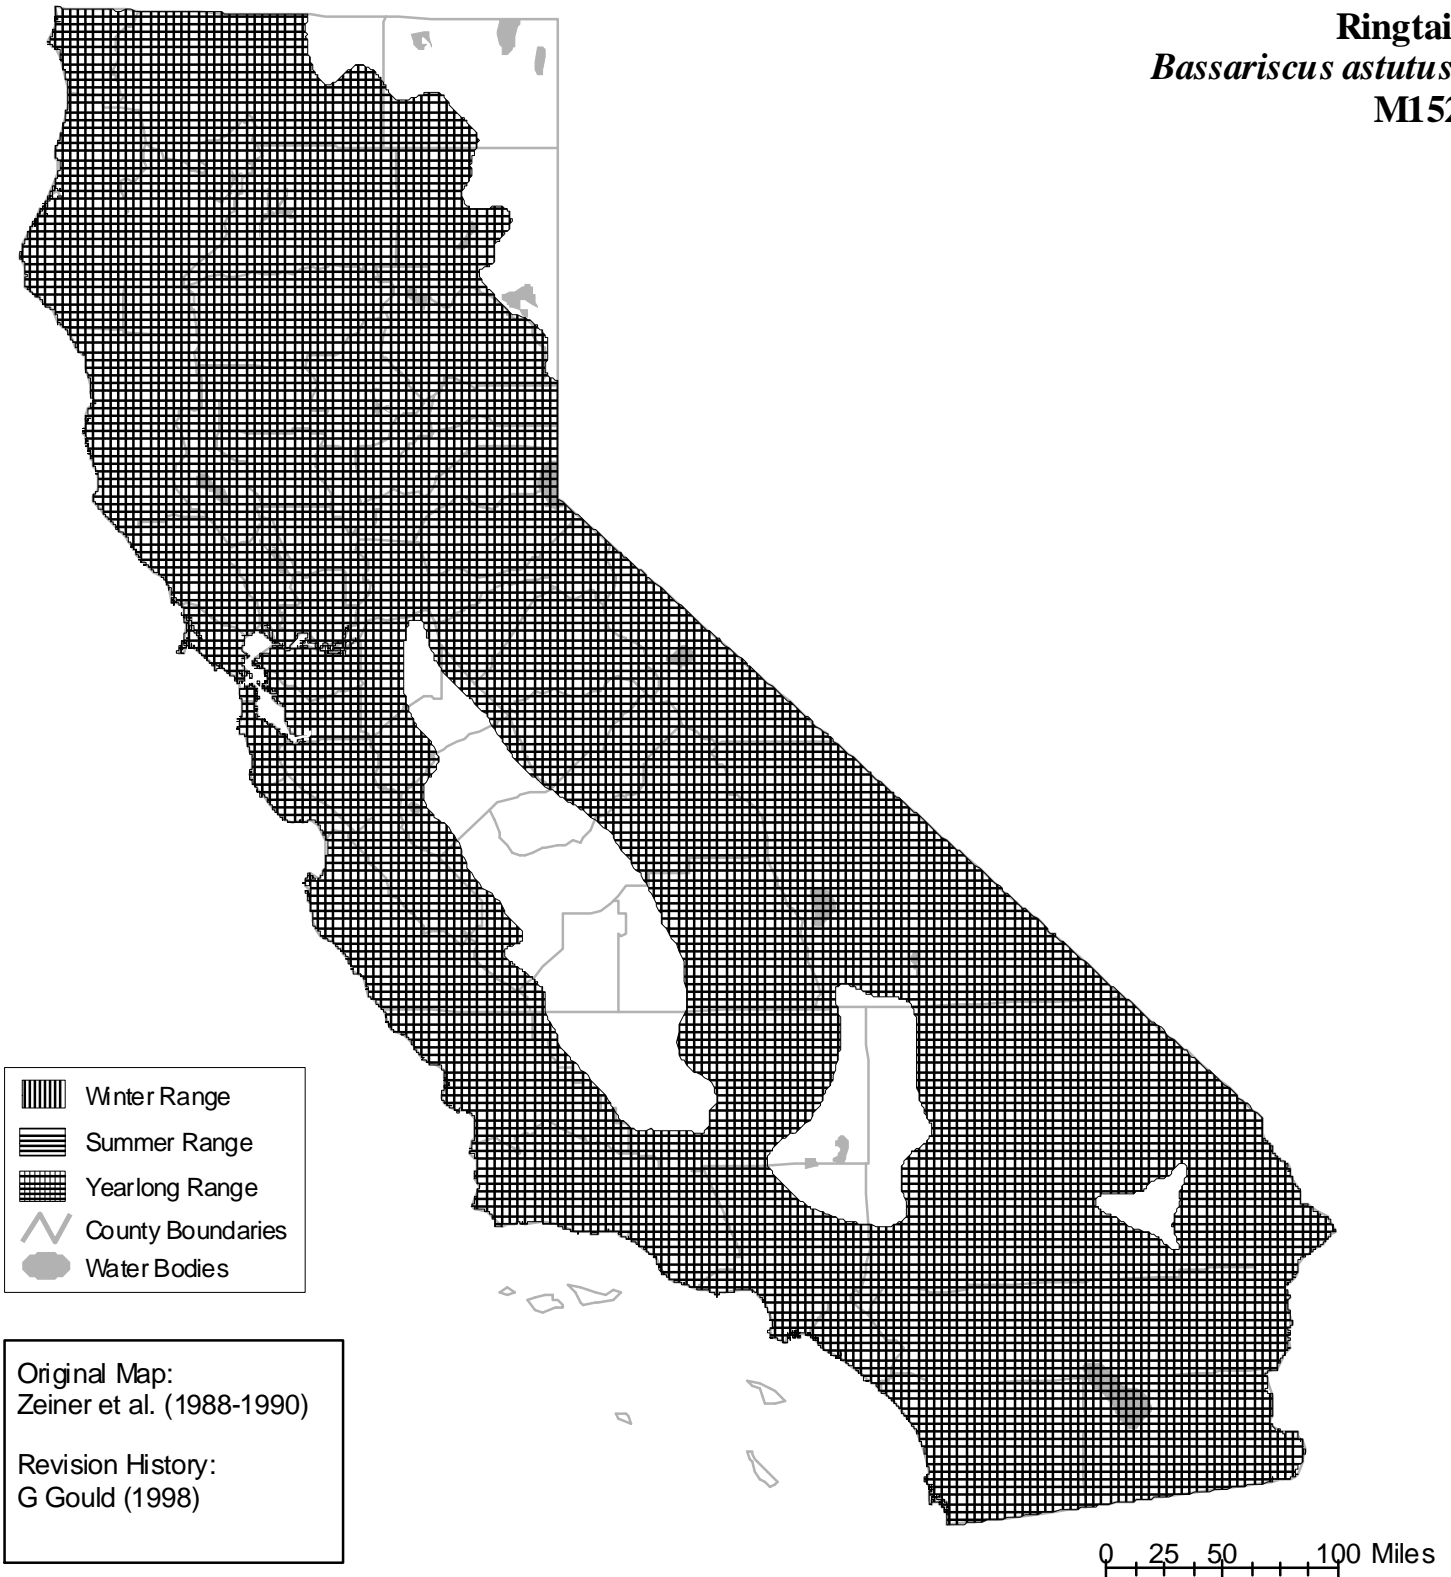 Ringtai
Bassariscus astutus
M152
Winter Range
Summer Range
Yearlong Range
County Boundaries
Water Bodies
Original Map:
Zeiner et al. (1988-1990)
Revision History:
G Gould (1998)
0 25 50 100 Miles